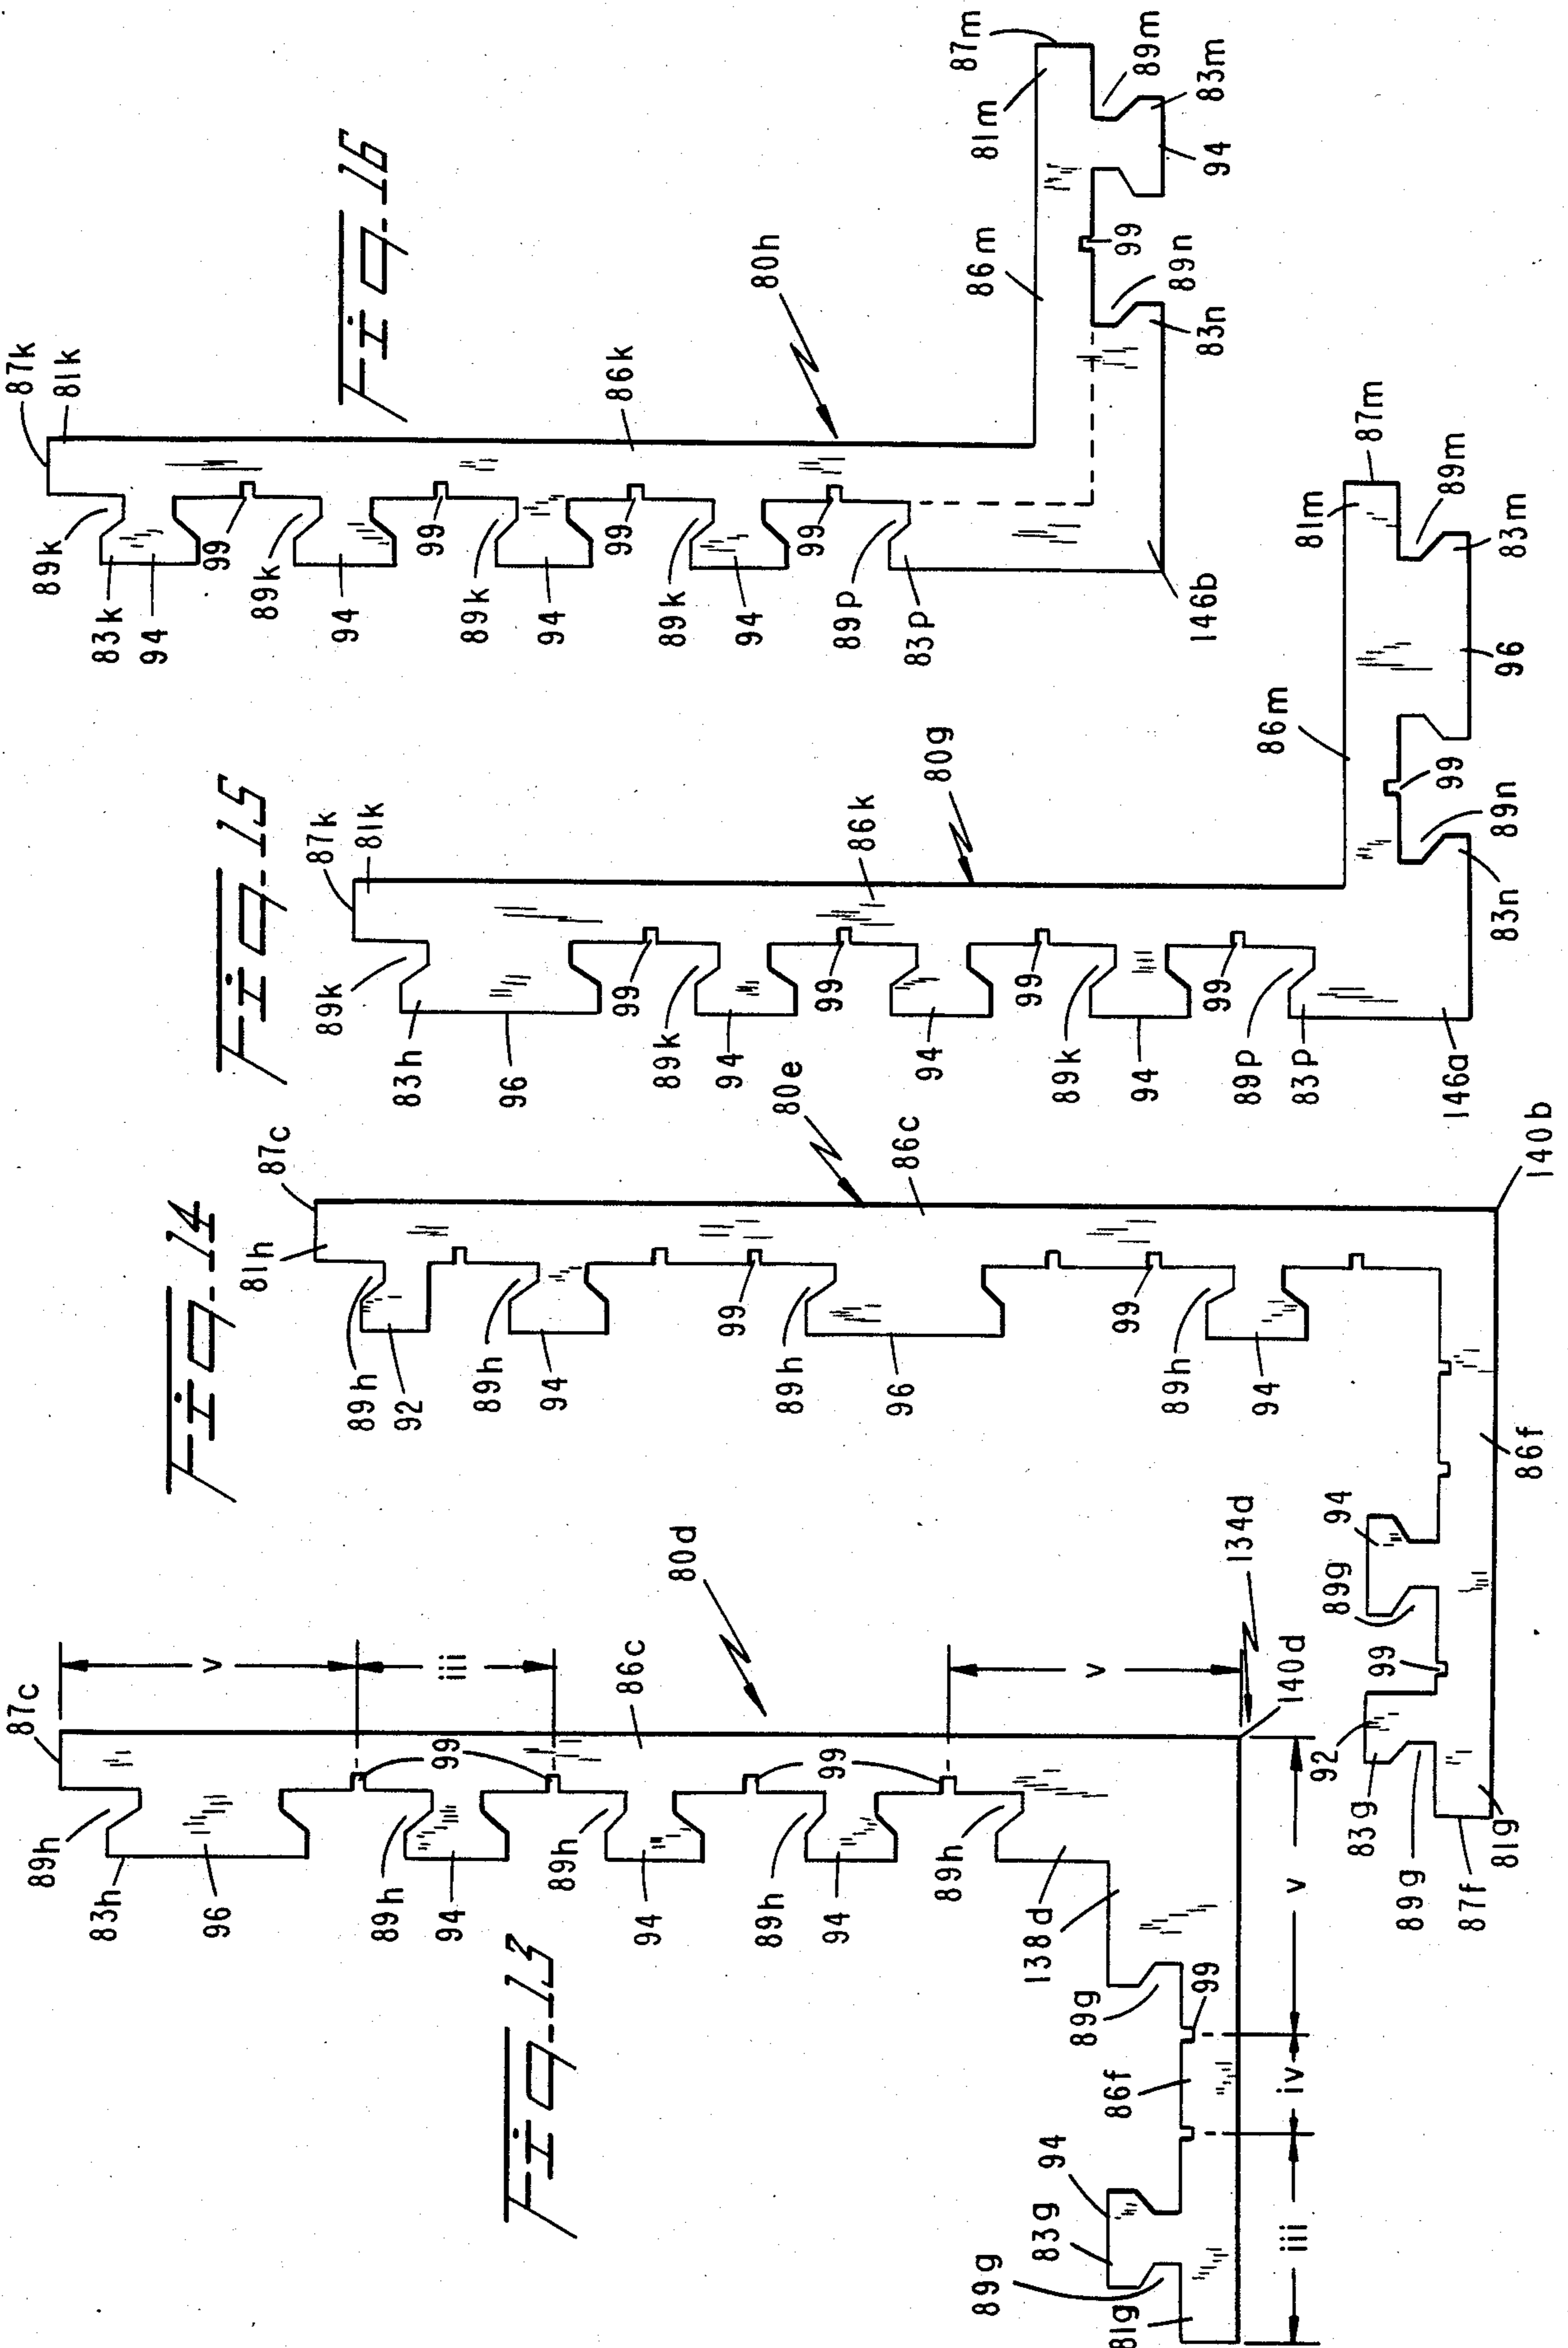 Fig. 13
87c
89h
83h
96
89h
94
89h
94
89h
94
89h
99
99
86c
80d
v
iii
v
134d
140d
138d
89g
99
86f
94
83g
89g
81g
iii
iv
v
Fig. 14
87c
81h
89h
92
89h
94
99
89h
96
99
89h
94
80e
86c
140b
86f
94
89g
99
92
83g
89g
87f
81g
Fig. 15
87k
81k
89k
83h
96
99
89k
94
99
94
99
89k
94
99
89p
83p
146a
86k
80g
86m
81m
87m
89m
83m
96
99
89n
83n
Fig. 16
87k
81k
89k
83k
94
99
89k
94
99
89k
94
99
89k
94
99
89p
83p
146b
86k
80h
86m
81m
87m
89m
83m
94
99
89n
83n